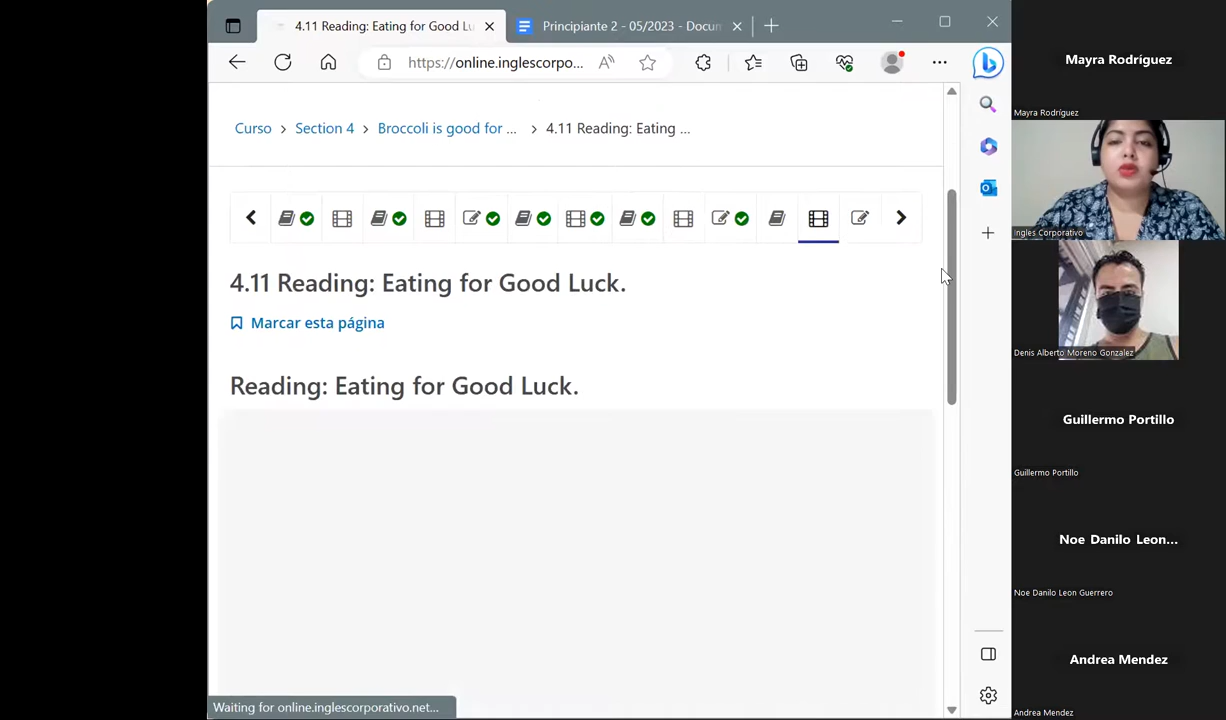 4.11 Reading: Eating for Good Lu
Principiante 2 - 05/2023 - Docum
https://online.inglescorpo...
Curso > Section 4 > Broccoli is good for ... > 4.11 Reading: Eating ...
4.11 Reading: Eating for Good Luck.
Marcar esta página
Reading: Eating for Good Luck.
Waiting for online.inglescorporativo.net...
Mayra Rodríguez
Mayra Rodríguez
Ingles Corporativo
Denis Alberto Moreno Gonzalez
Guillermo Portillo
Guillermo Portillo
Noe Danilo Leon...
Noe Danilo Leon Guerrero
Andrea Mendez
Andrea Mendez